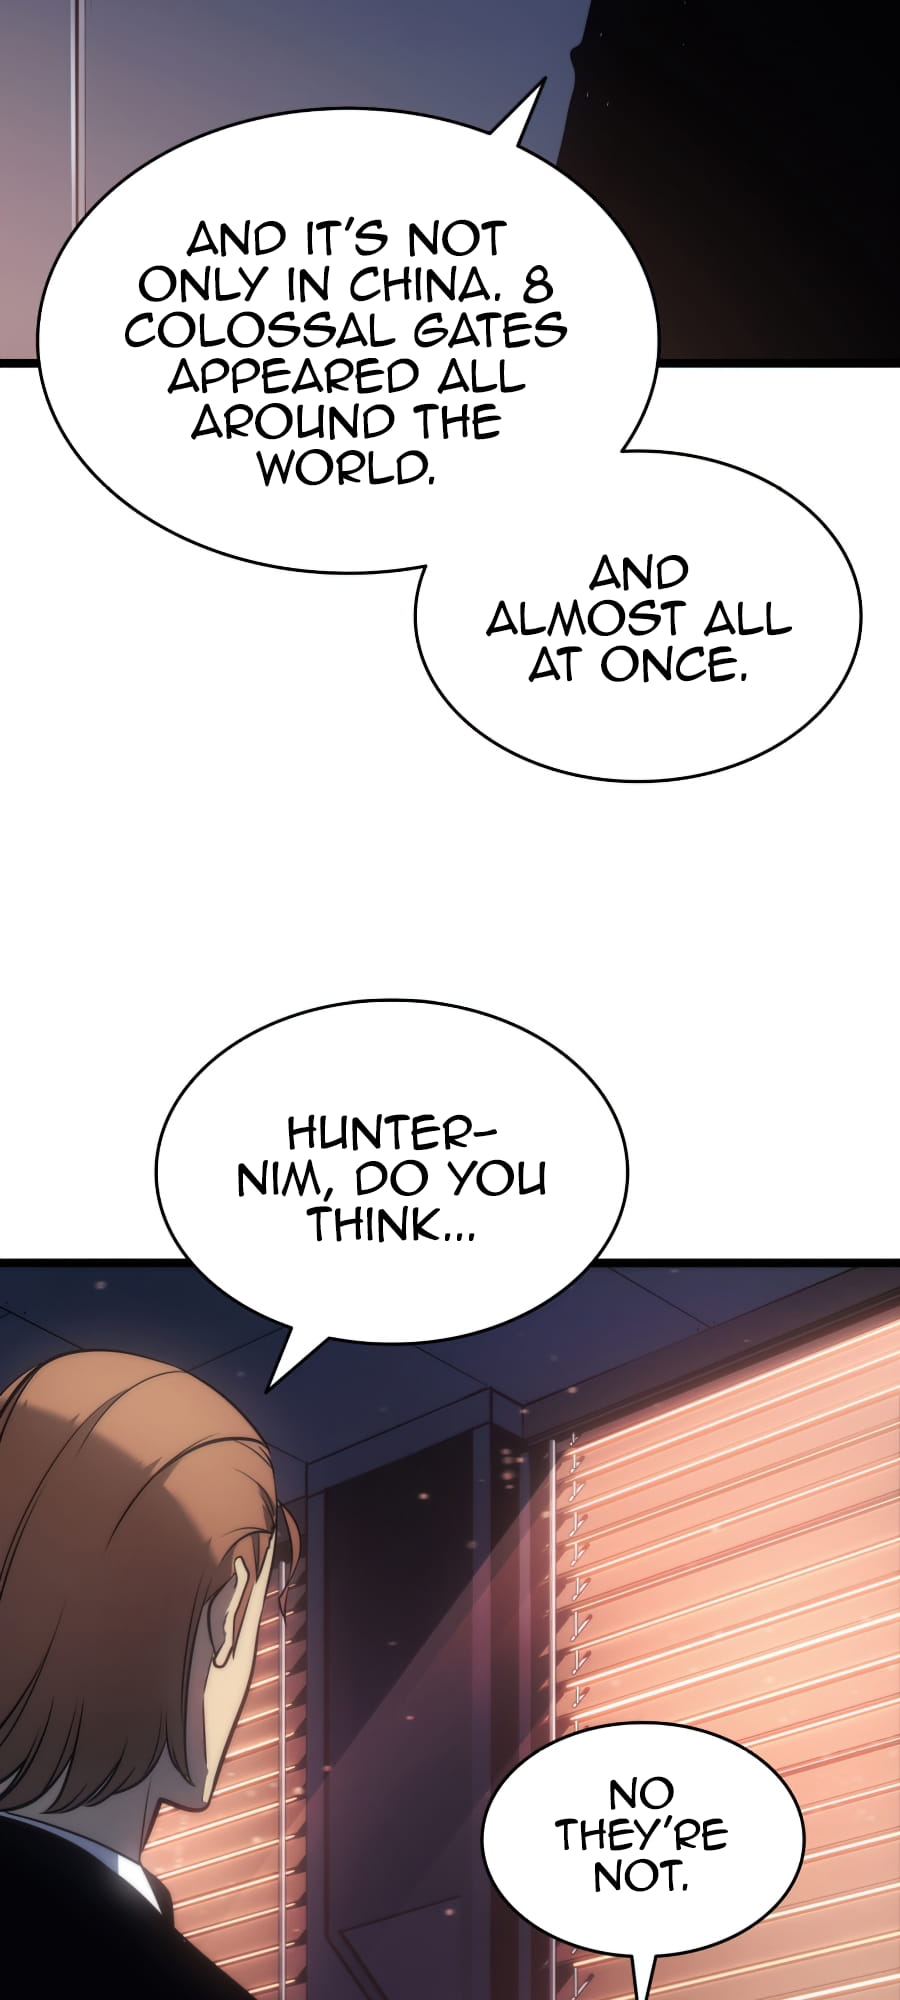 AND IT'S NOT
ONLY IN CHINA. 8
COLOSSAL GATES
APPEARED ALL
AROUND THE
WORLD.
AND
ALMOST ALL
AT ONCE.
HUNTER-
NIM, DO YOU
THINK...
NO
THEY'RE
NOT.